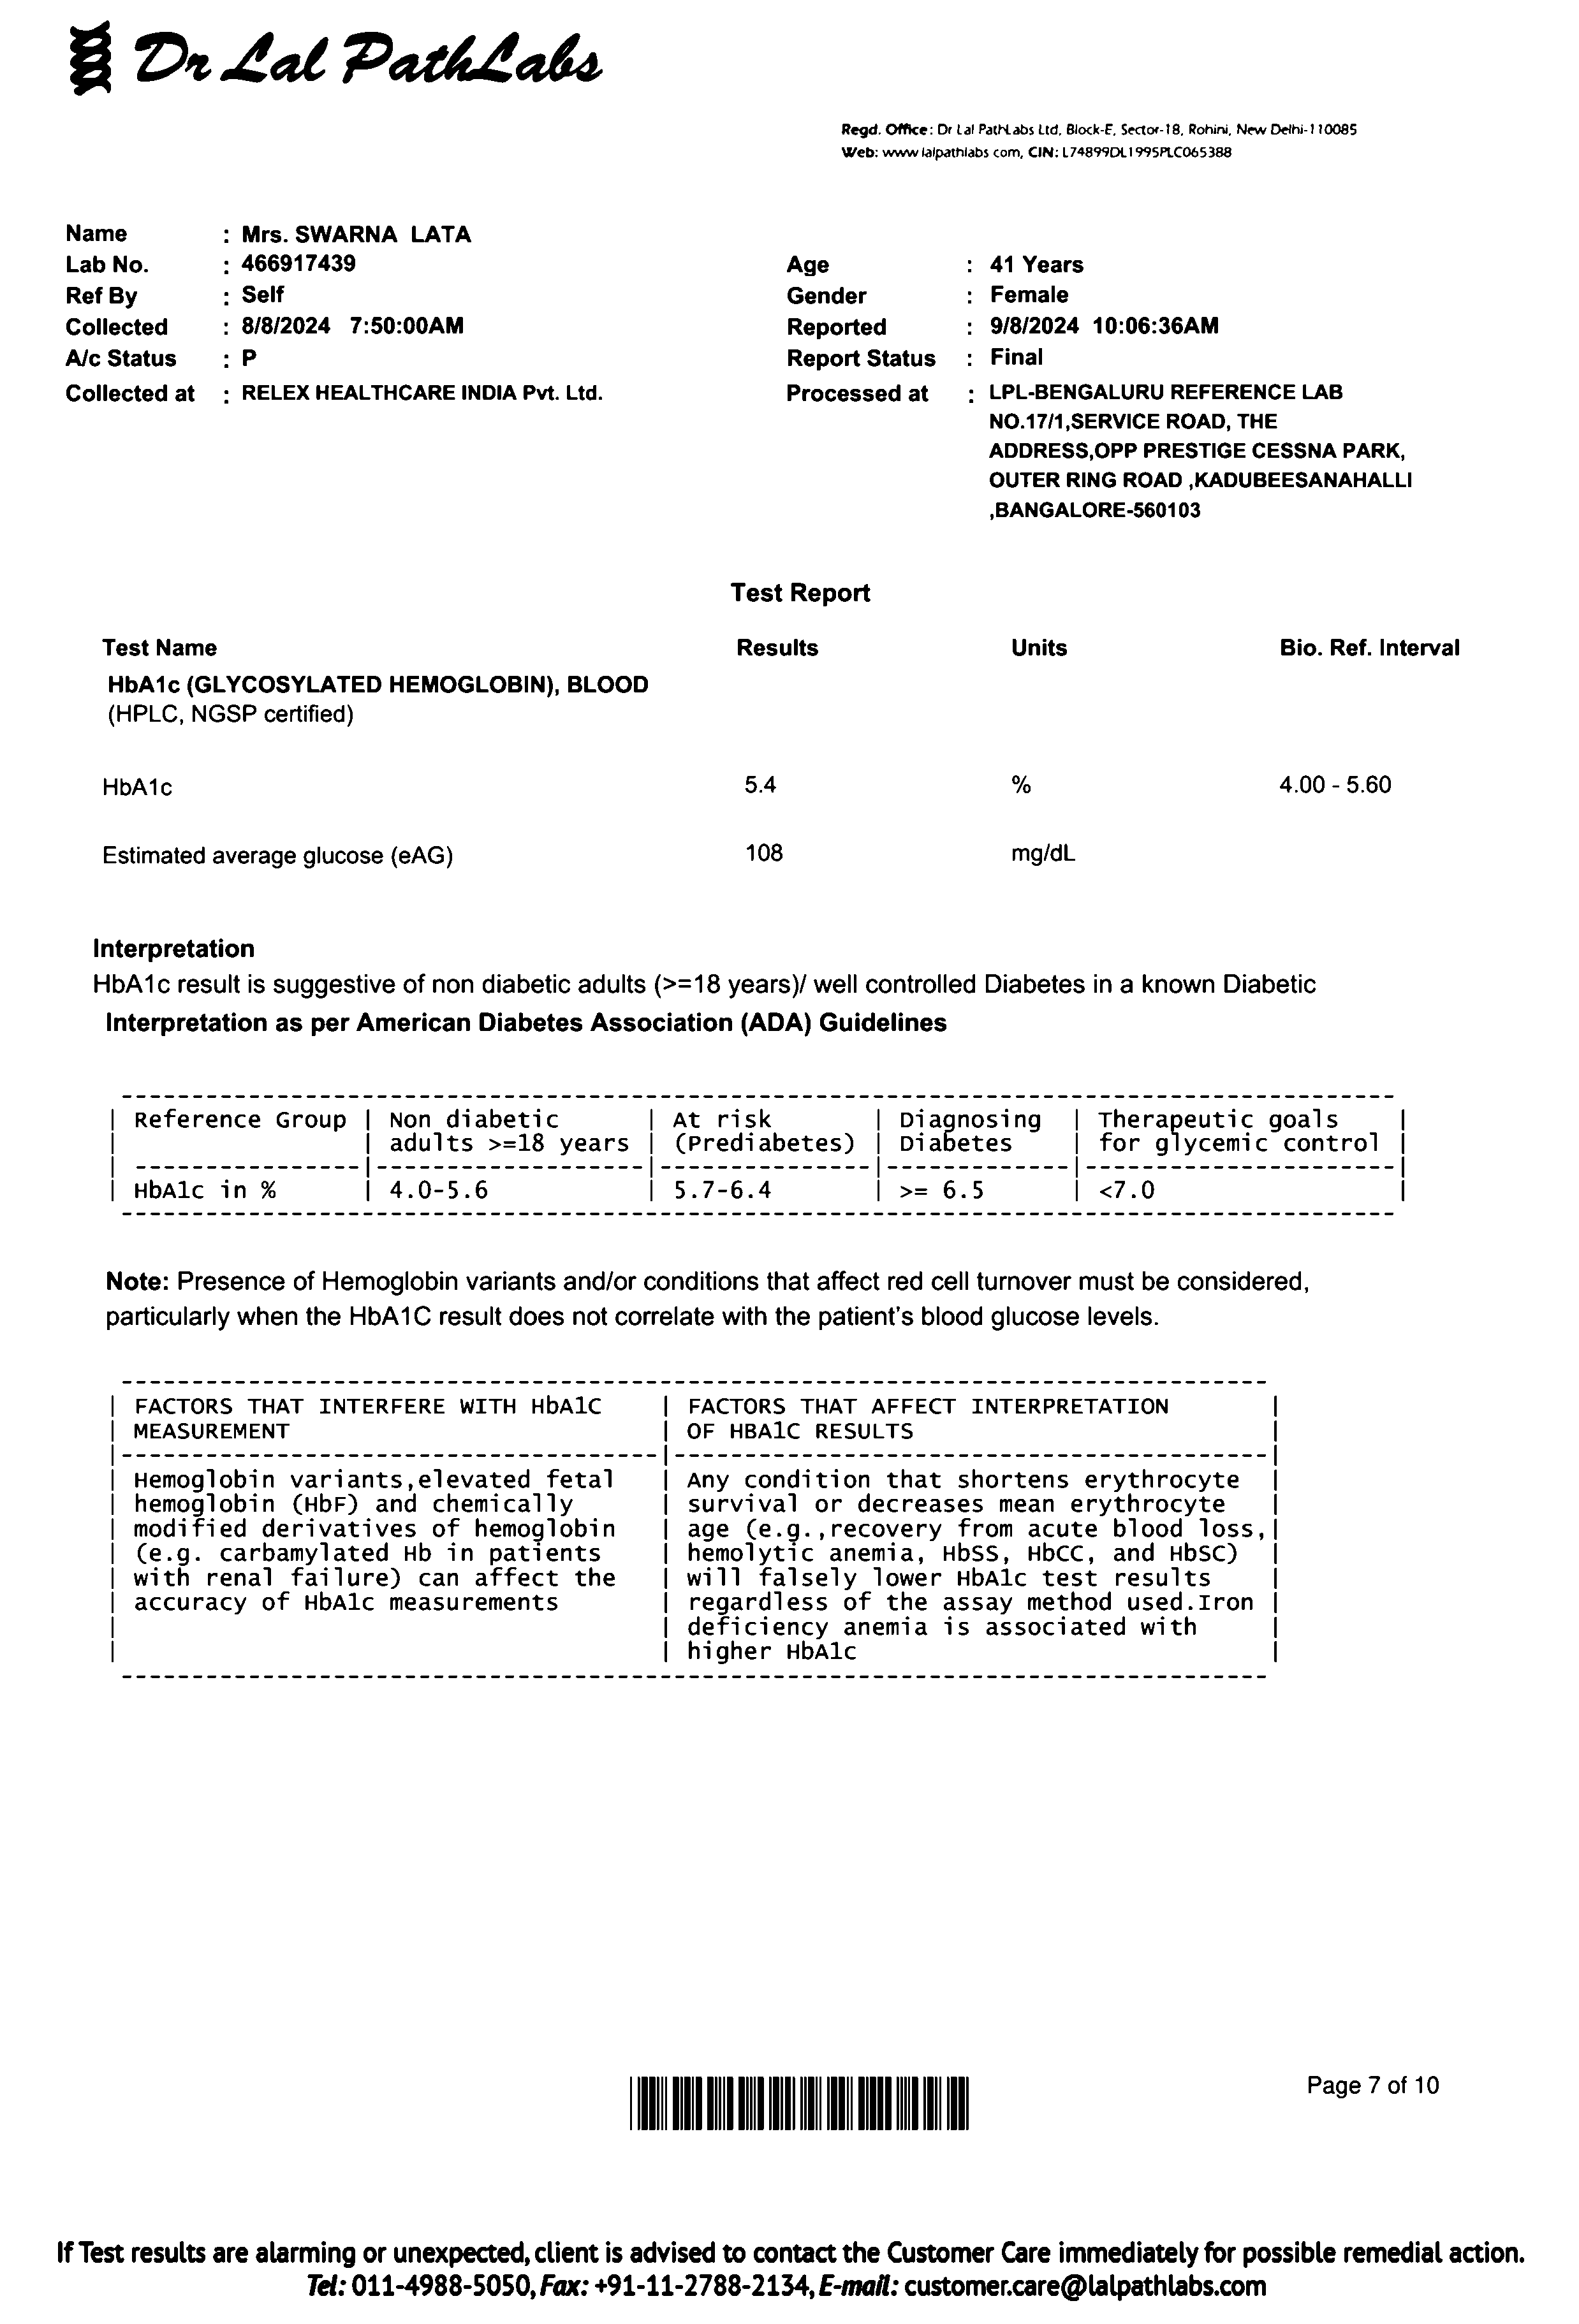 Dr Lal PathLabs
Regd. Office: Dr Lal PathLabs Ltd, Block-E, Sector-18, Rohini, New Delhi-110085
Web: www.lalpathlabs.com, CIN: L74899DL1995PLC065388
Name : Mrs. SWARNA LATA
Lab No. : 466917439 Age : 41 Years
Ref By : Self Gender : Female
Collected : 8/8/2024 7:50:00AM Reported : 9/8/2024 10:06:36AM
A/c Status : P Report Status : Final
Collected at : RELEX HEALTHCARE INDIA Pvt. Ltd. Processed at : LPL-BENGALURU REFERENCE LAB
NO.17/1,SERVICE ROAD, THE
ADDRESS,OPP PRESTIGE CESSNA PARK,
OUTER RING ROAD ,KADUBEESANAHALLI
,BANGALORE-560103
Test Report
Test Name Results Units Bio. Ref. Interval
HbA1c (GLYCOSYLATED HEMOGLOBIN), BLOOD
(HPLC, NGSP certified)
HbA1c 5.4 % 4.00 - 5.60
Estimated average glucose (eAG) 108 mg/dL
Interpretation
HbA1c result is suggestive of non diabetic adults (>=18 years)/ well controlled Diabetes in a known Diabetic
Interpretation as per American Diabetes Association (ADA) Guidelines
| Reference Group | Non diabetic | At risk | Diagnosing | Therapeutic goals |
| | adults >=18 years | (Prediabetes) | Diabetes | for glycemic control |
| HbA1c in % | 4.0-5.6 | 5.7-6.4 | >= 6.5 | <7.0 |
Note: Presence of Hemoglobin variants and/or conditions that affect red cell turnover must be considered,
particularly when the HbA1C result does not correlate with the patient's blood glucose levels.
| FACTORS THAT INTERFERE WITH HbA1C | FACTORS THAT AFFECT INTERPRETATION |
| MEASUREMENT | OF HBA1C RESULTS |
| Hemoglobin variants,elevated fetal | Any condition that shortens erythrocyte |
| hemoglobin (HbF) and chemically | survival or decreases mean erythrocyte |
| modified derivatives of hemoglobin | age (e.g.,recovery from acute blood loss, |
| (e.g. carbamylated Hb in patients | hemolytic anemia, HbSS, HbCC, and HbSC) |
| with renal failure) can affect the | will falsely lower HbA1c test results |
| accuracy of HbA1c measurements | regardless of the assay method used.Iron |
| | deficiency anemia is associated with |
| | higher HbA1c |
Page 7 of 10
If Test results are alarming or unexpected, client is advised to contact the Customer Care immediately for possible remedial action.
Tel: 011-4988-5050, Fax: +91-11-2788-2134, E-mail: customer.care@lalpathlabs.com